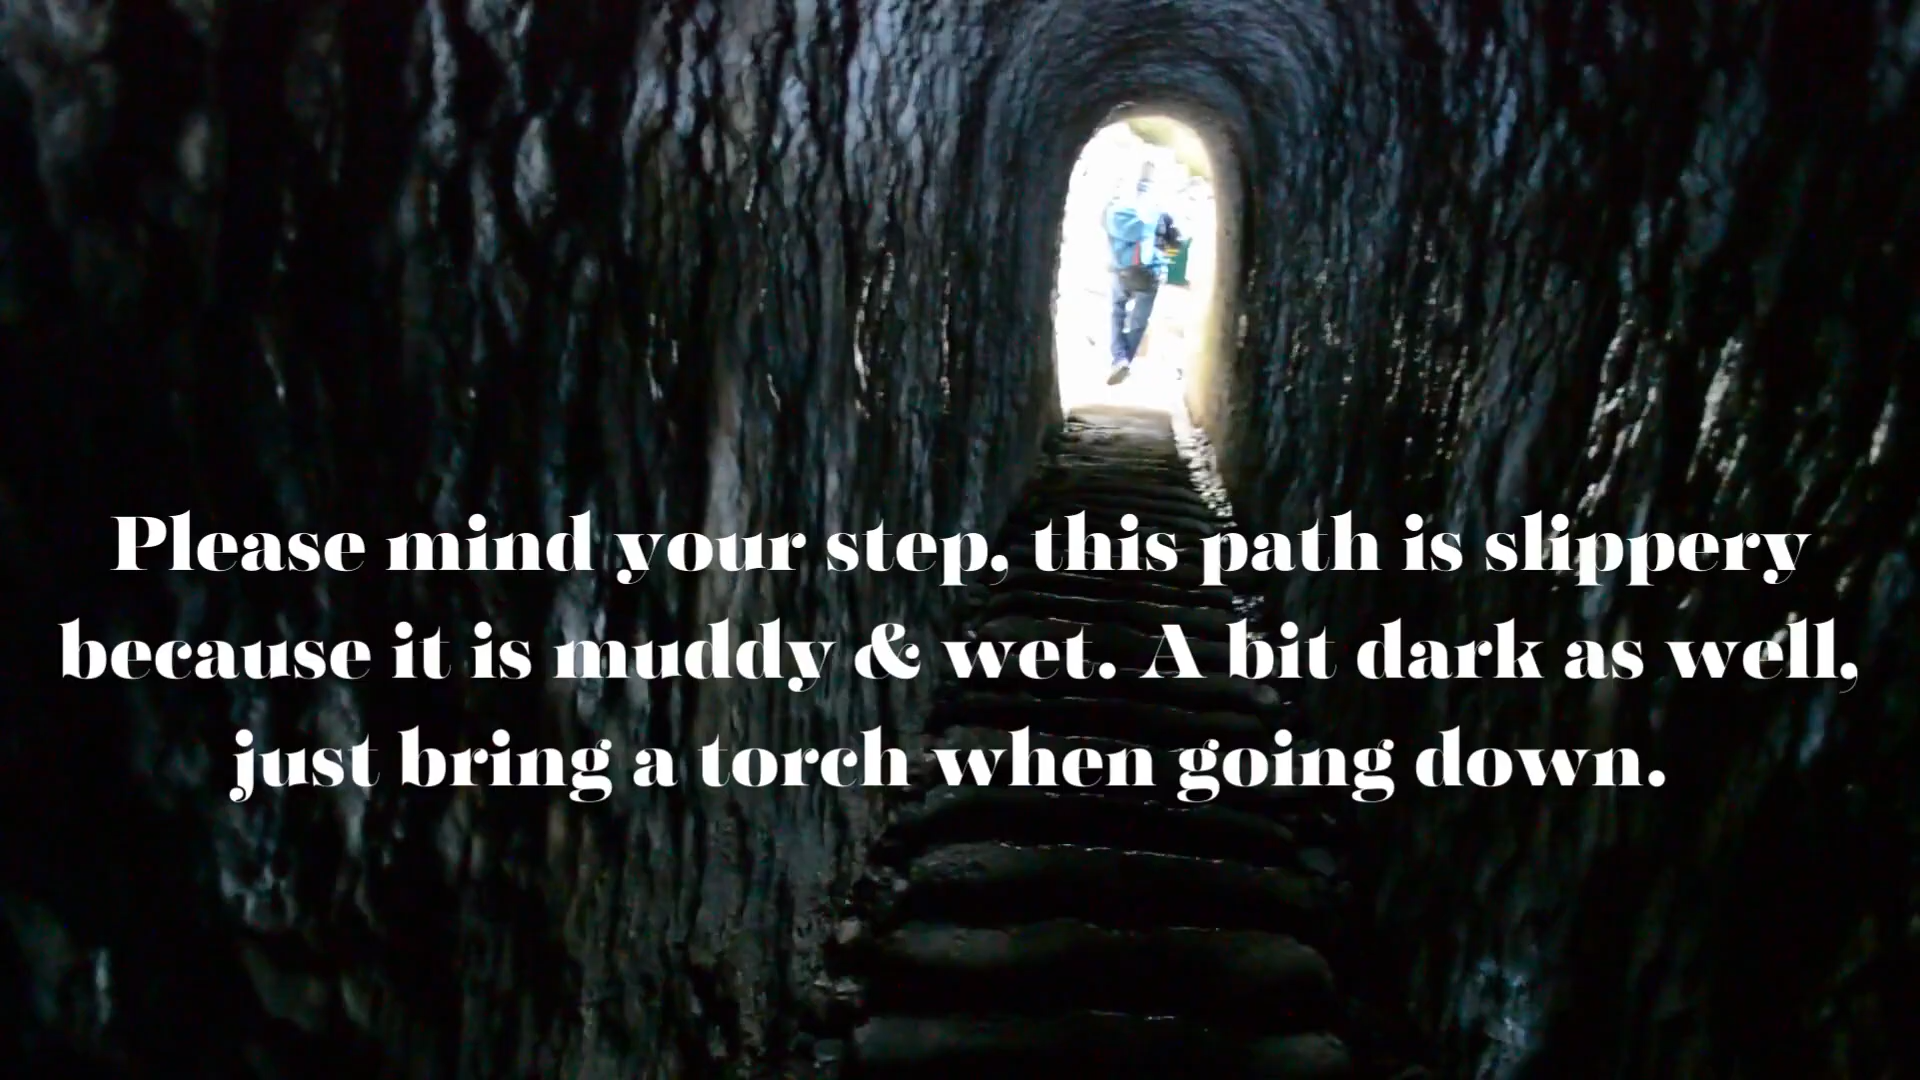 Please mind your step, this path is slippery
because it is muddy & wet. A bit dark as well,
just bring a torch when going down.